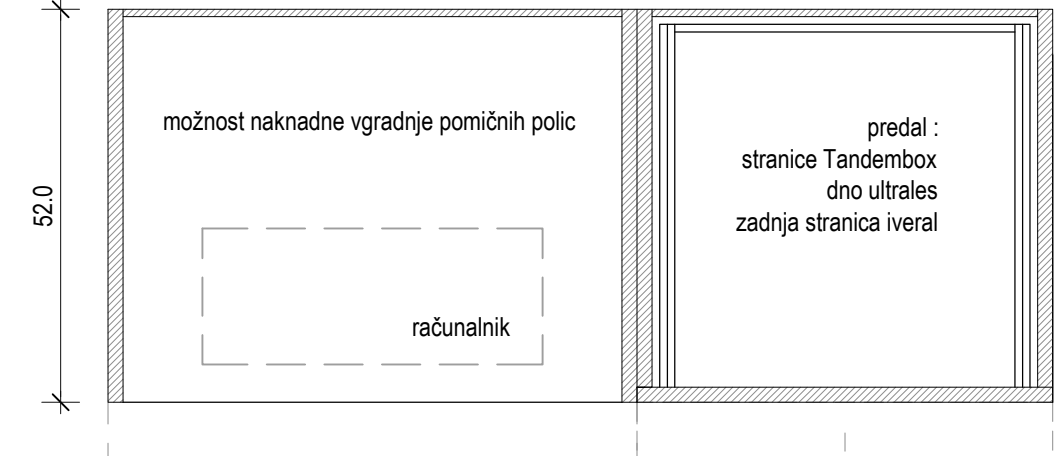 52.0
možnost naknadne vgradnje pomičnih polic
računalnik
predal :
stranice Tandembox
dno ultrales
zadnja stranica iveral